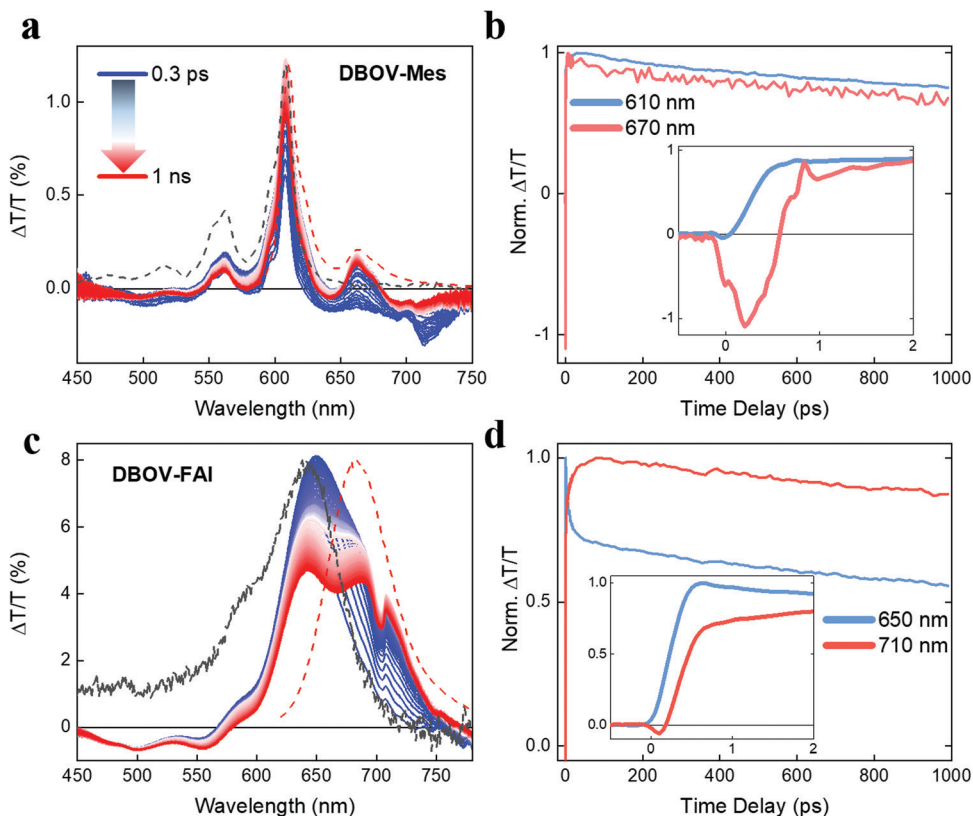 a
0.3 ps
1 ns
DBOV-Mes
ΔT/T (%)
1.0
0.5
0.0
450 500 550 600 650 700 750
Wavelength (nm)
b
Norm. ΔT/T
1
0
-1
610 nm
670 nm
1
0
-1
0 1 2
0 200 400 600 800 1000
Time Delay (ps)
c
DBOV-FAI
ΔT/T (%)
8
6
4
2
0
450 500 550 600 650 700 750
Wavelength (nm)
d
Norm. ΔT/T
1.0
0.5
0.0
650 nm
710 nm
1.0
0.5
0.0
0 1 2
0 200 400 600 800 1000
Time Delay (ps)